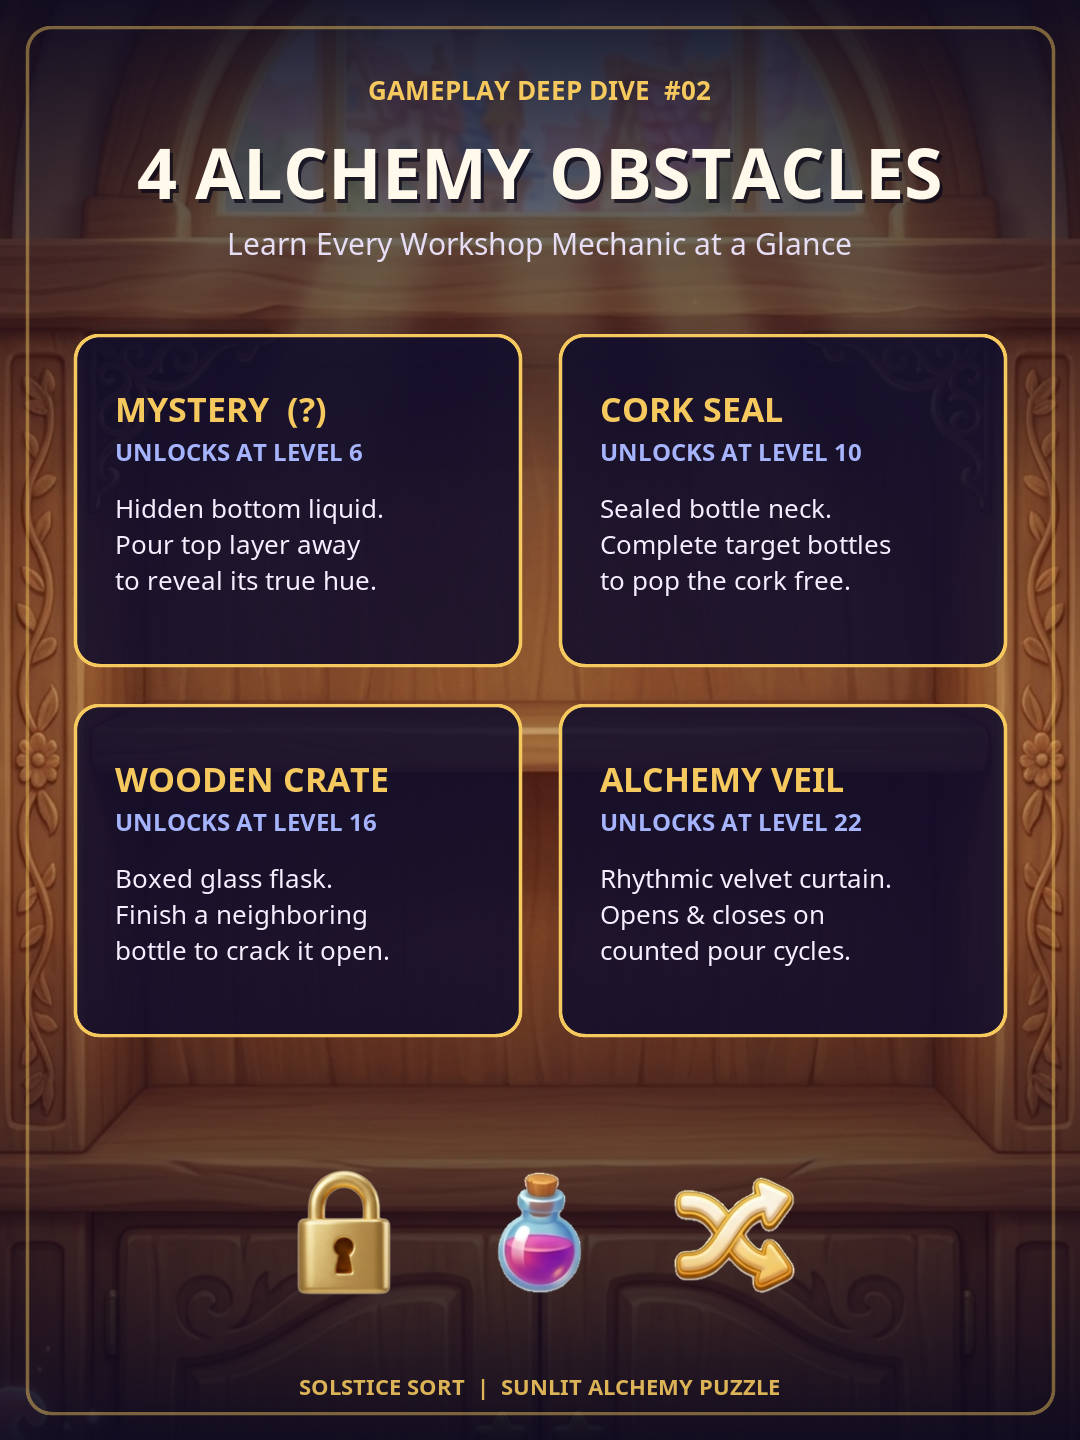 GAMEPLAY DEEP DIVE #02
4 ALCHEMY OBSTACLES
Learn Every Workshop Mechanic at a Glance
MYSTERY (?)
UNLOCKS AT LEVEL 6
Hidden bottom liquid.
Pour top layer away
to reveal its true hue.
CORK SEAL
UNLOCKS AT LEVEL 10
Sealed bottle neck.
Complete target bottles
to pop the cork free.
WOODEN CRATE
UNLOCKS AT LEVEL 16
Boxed glass flask.
Finish a neighboring
bottle to crack it open.
ALCHEMY VEIL
UNLOCKS AT LEVEL 22
Rhythmic velvet curtain.
Opens & closes on
counted pour cycles.
SOLSTICE SORT | SUNLIT ALCHEMY PUZZLE